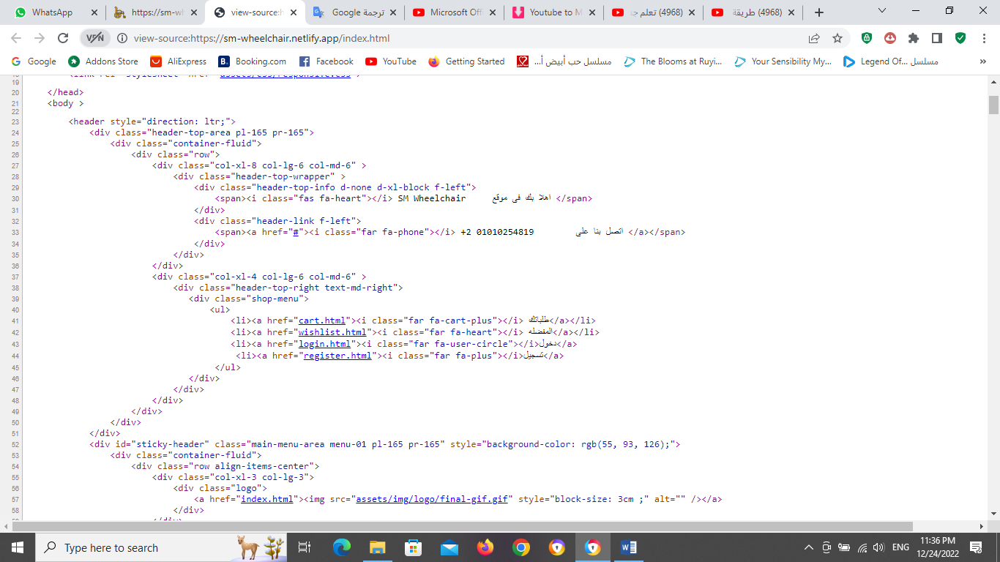 WhatsApp
https://sm-wh
view-source:h
Google ترجمة
Microsoft Off
Youtube to M
(4968) تعلم جد
(4968) طريقة
VPN
view-source:https://sm-wheelchair.netlify.app/index.html
Google
Addons Store
AliExpress
Booking.com
Facebook
YouTube
Getting Started
مسلسل حب أبيض أ...
The Blooms at Ruyi...
Your Sensibility My...
Legend Of... مسلسل
»
18 <link rel="stylesheet" href="assets/css/responsive.css">
19
20 </head>
21 <body >
22
23 <header style="direction: ltr;">
24 <div class="header-top-area pl-165 pr-165">
25 <div class="container-fluid">
26 <div class="row">
27 <div class="col-xl-8 col-lg-6 col-md-6" >
28 <div class="header-top-wrapper" >
29 <div class="header-top-info d-none d-xl-block f-left">
30 <span><i class="fas fa-heart"></i> SM Wheelchair اهلا بك فى موقع </span>
31 </div>
32 <div class="header-link f-left">
33 <span><a href="#"><i class="far fa-phone"></i> +2 01010254819 اتصل بنا على </a></span>
34 </div>
35 </div>
36 </div>
37 <div class="col-xl-4 col-lg-6 col-md-6" >
38 <div class="header-top-right text-md-right">
39 <div class="shop-menu">
40 <ul>
41 <li><a href="cart.html"><i class="far fa-cart-plus"></i> طلباتك</a></li>
42 <li><a href="wishlist.html"><i class="far fa-heart"></i> المفضله</a></li>
43 <li><a href="login.html"><i class="far fa-user-circle"></i>دخول</a>
44 <li><a href="register.html"><i class="far fa-plus"></i>تسجيل</a>
45 </ul>
46 </div>
47 </div>
48 </div>
49 </div>
50 </div>
51 </div>
52 <div id="sticky-header" class="main-menu-area menu-01 pl-165 pr-165" style="background-color: rgb(55, 93, 126);">
53 <div class="container-fluid">
54 <div class="row align-items-center">
55 <div class="col-xl-3 col-lg-3">
56 <div class="logo">
57 <a href="index.html"><img src="assets/img/logo/final-gif.gif" style="block-size: 3cm ;" alt="" /></a>
58 </div>
59 </div>
Type here to search
ENG
11:36 PM
12/24/2022